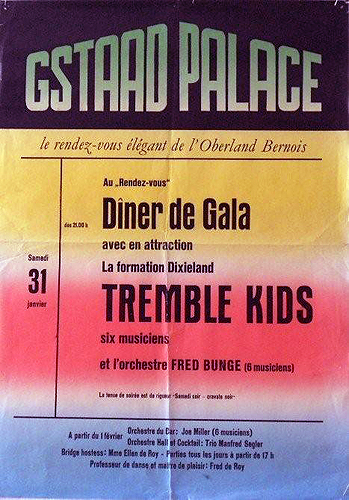 GSTAAD PALACE
le rendez-vous élégant de l'Oberland Bernois
Au „Rendez-vous"
dès 21.00 h
Dîner de Gala
avec en attraction
La formation Dixieland
Samedi
31
janvier
TREMBLE KIDS
six musiciens
et l'orchestre FRED BUNGE (6 musiciens)
La tenue de soirée est de rigueur "Samedi soir - cravate noir"
A partir du 1 février
Orchestre du Car: Joe Miller (6 musiciens)
Orchestre Hall et Cocktail: Trio Manfred Segler
Bridge hostess: Mme Ellen de Roy - Parties tous les jours à partir de 17 h
Professeur de danse et maître de plaisir: Fred de Roy